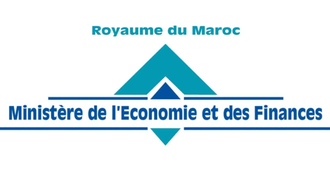 Royaume du Maroc
Ministère de l'Economie et des Finances